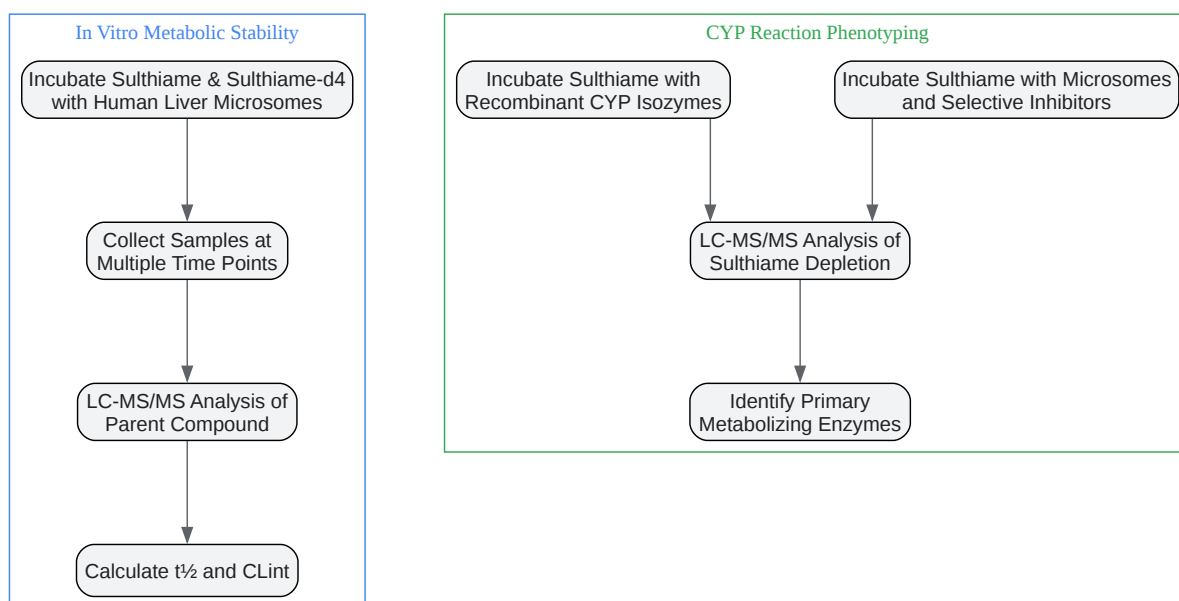 In Vitro Metabolic Stability
Incubate Sulthiame & Sulthiame-d4
with Human Liver Microsomes
Collect Samples at
Multiple Time Points
LC-MS/MS Analysis of
Parent Compound
Calculate t½ and CLint
CYP Reaction Phenotyping
Incubate Sulthiame with
Recombinant CYP Isozymes
Incubate Sulthiame with Microsomes
and Selective Inhibitors
LC-MS/MS Analysis of
Sulthiame Depletion
Identify Primary
Metabolizing Enzymes